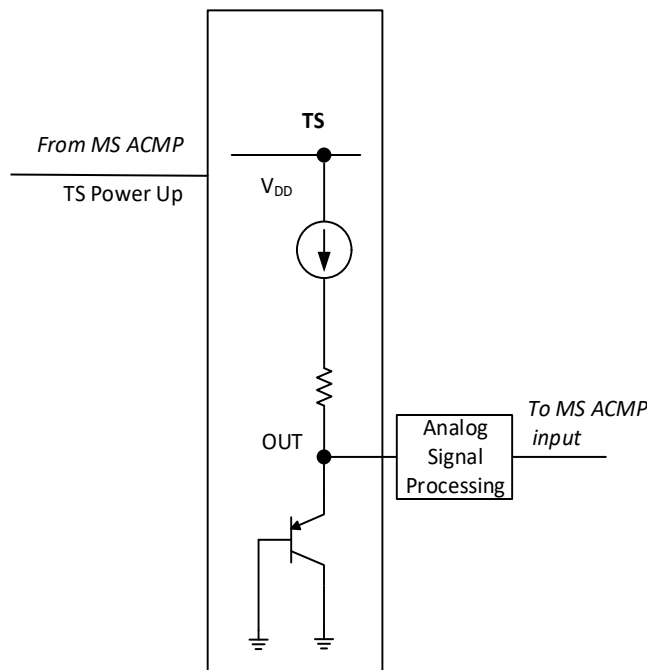 TS
From MS ACMP
TS Power Up
VDD
OUT
Analog
Signal
Processing
To MS ACMP
input